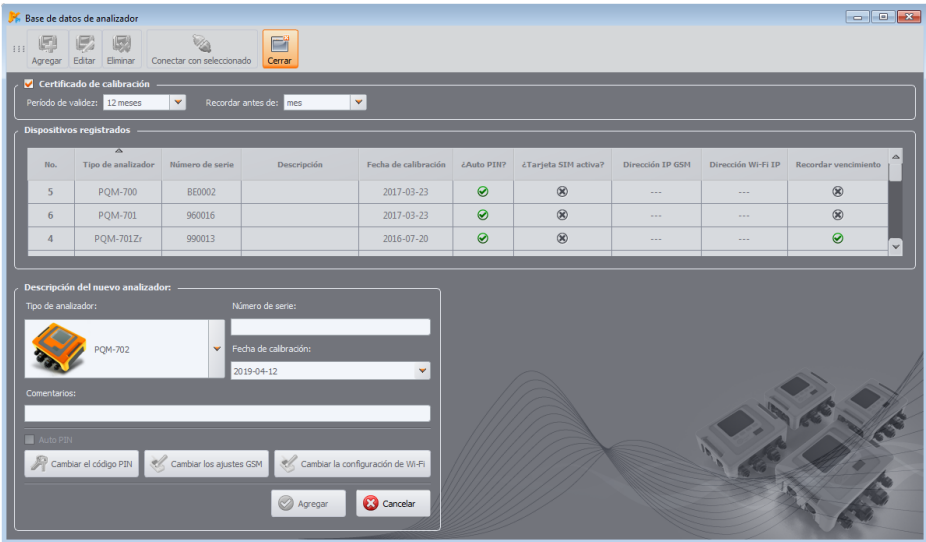 Base de datos de analizador
Agregar Editar Eliminar Conectar con seleccionado Cerrar
Certificado de calibración
Período de validez: 12 meses Recordar antes de: mes
Dispositivos registrados
No. Tipo de analizador Número de serie Descripción Fecha de calibración ¿Auto PIN? ¿Tarjeta SIM activa? Dirección IP GSM Dirección Wi-Fi IP Recordar vencimiento
5 PQM-700 BE0002 2017-03-23 --- ---
6 PQM-701 960016 2017-03-23 --- ---
4 PQM-701Zr 990013 2016-07-20 --- ---
Descripción del nuevo analizador:
Tipo de analizador: Número de serie:
PQM-702
Fecha de calibración:
2019-04-12
Comentarios:
Auto PIN
Cambiar el código PIN Cambiar los ajustes GSM Cambiar la configuración de Wi-Fi
Agregar Cancelar